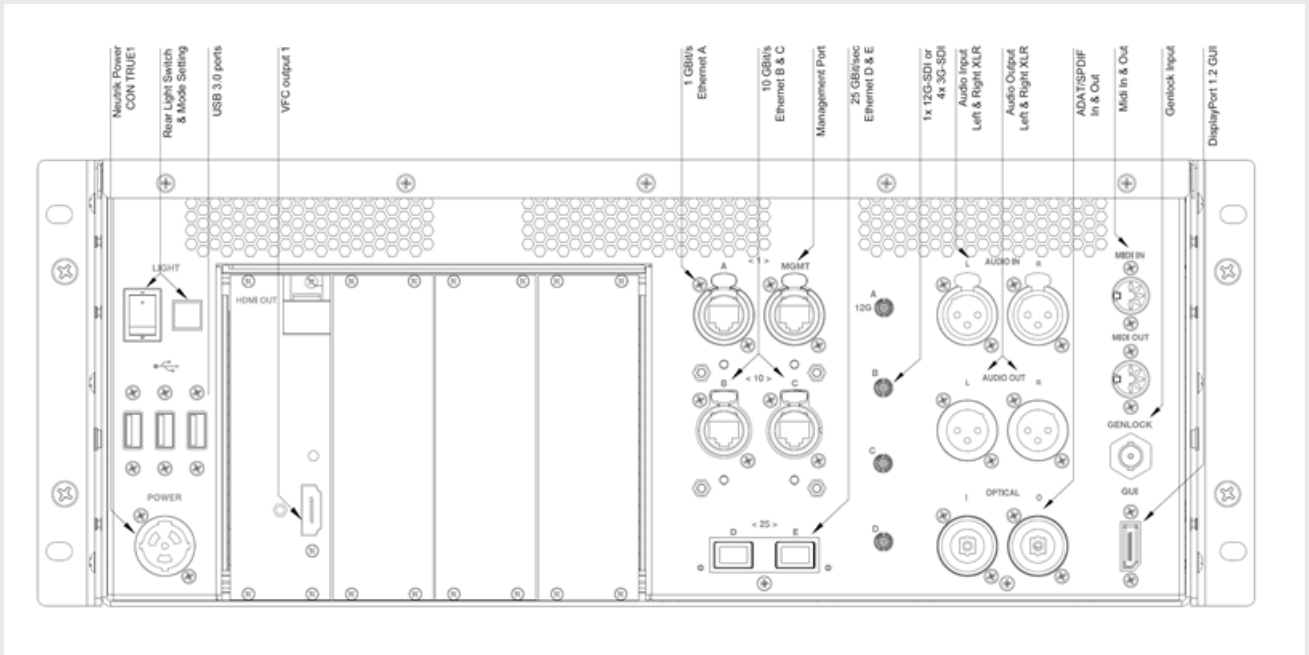 Neutrik Power
CON TRUE1
Rear Light Switch
& Mode Setting
USB 3.0 ports
VFC output 1
1 GBit/s
Ethernet A
10 GBit/s
Ethernet B & C
Management Port
25 GBit/sec
Ethernet D & E
1x 12G-SDI or
4x 3G-SDI
Audio Input
Left & Right XLR
Audio Output
Left & Right XLR
ADAT/SPDIF
In & Out
Midi In & Out
Genlock Input
DisplayPort 1.2 GUI
LIGHT
HDMI OUT
POWER
A < 1 > MGMT
B < 10 > C
D < 25 > E
A
12G
B
C
D
L AUDIO IN R
L AUDIO OUT R
I OPTICAL O
MIDI IN
MIDI OUT
GENLOCK
GUI